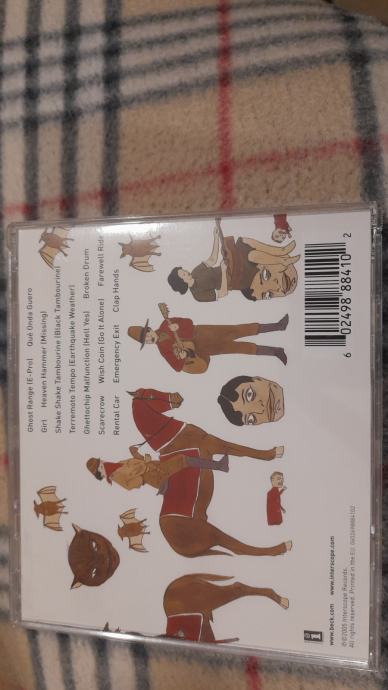 Ghost Range (E-Pro) Qué Onda Guero
Girl Heaven Hammer (Missing)
Shake Shake Tambourine (Black Tambourine)
Terremoto Tempo (Earthquake Weather)
Ghettochip Malfunction (Hell Yes) Broken Drum
Scarecrow Wish Coin (Go It Alone) Farewell Ride
Rental Car Emergency Exit Clap Hands
6 02498 88410 2
www.beck.com www.interscope.com
℗©2005 Interscope Records.
All rights reserved. Printed in the EU. 0602498884102